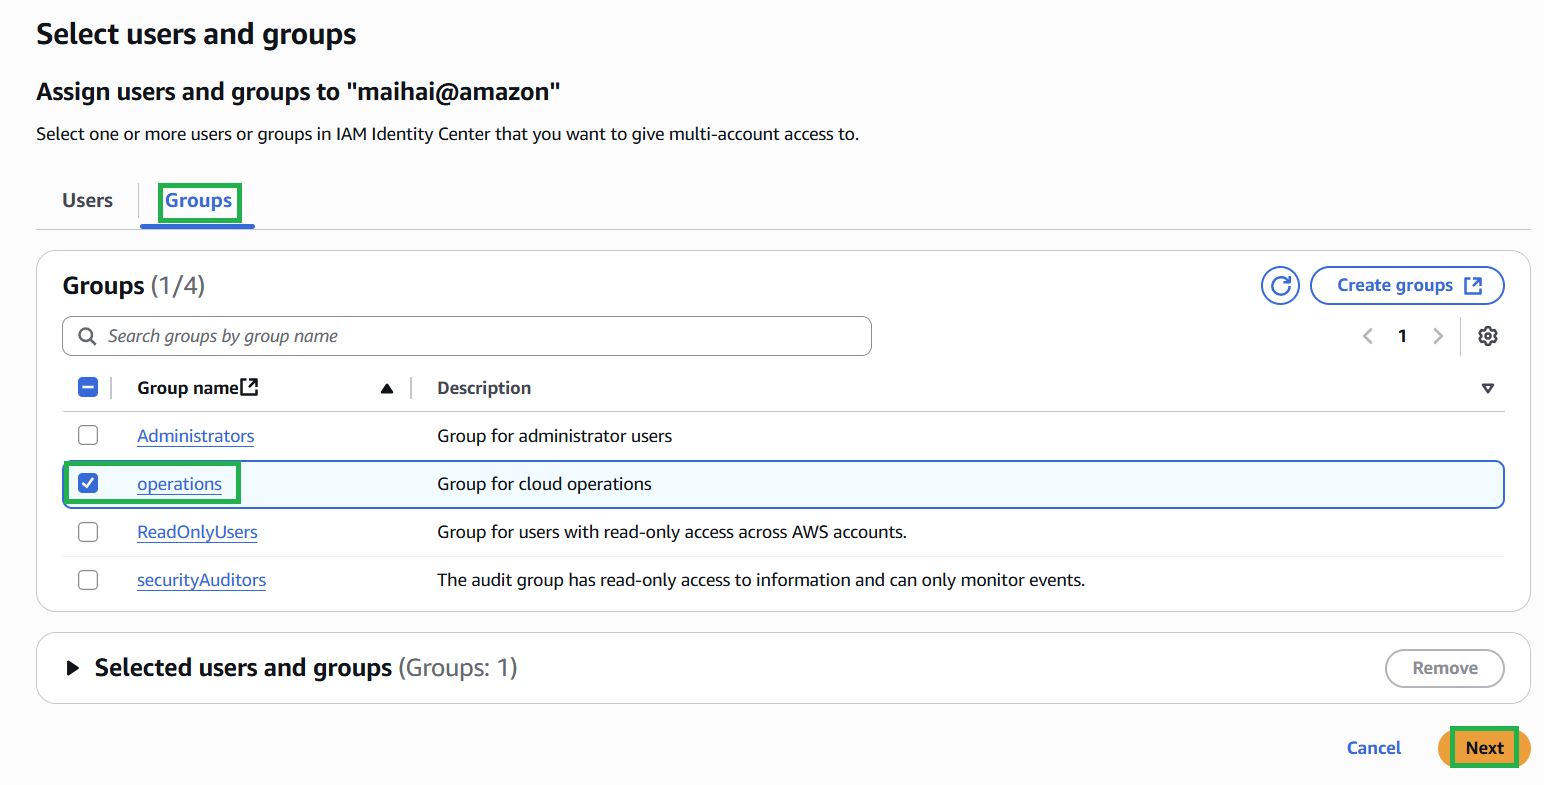 Select users and groups
Assign users and groups to "maihai@amazon"
Select one or more users or groups in IAM Identity Center that you want to give multi-account access to.
Users
Groups
Groups (1/4)
Create groups
Search groups by group name
1
Group name
Description
Administrators
Group for administrator users
operations
Group for cloud operations
ReadOnlyUsers
Group for users with read-only access across AWS accounts.
securityAuditors
The audit group has read-only access to information and can only monitor events.
Selected users and groups (Groups: 1)
Remove
Cancel
Next